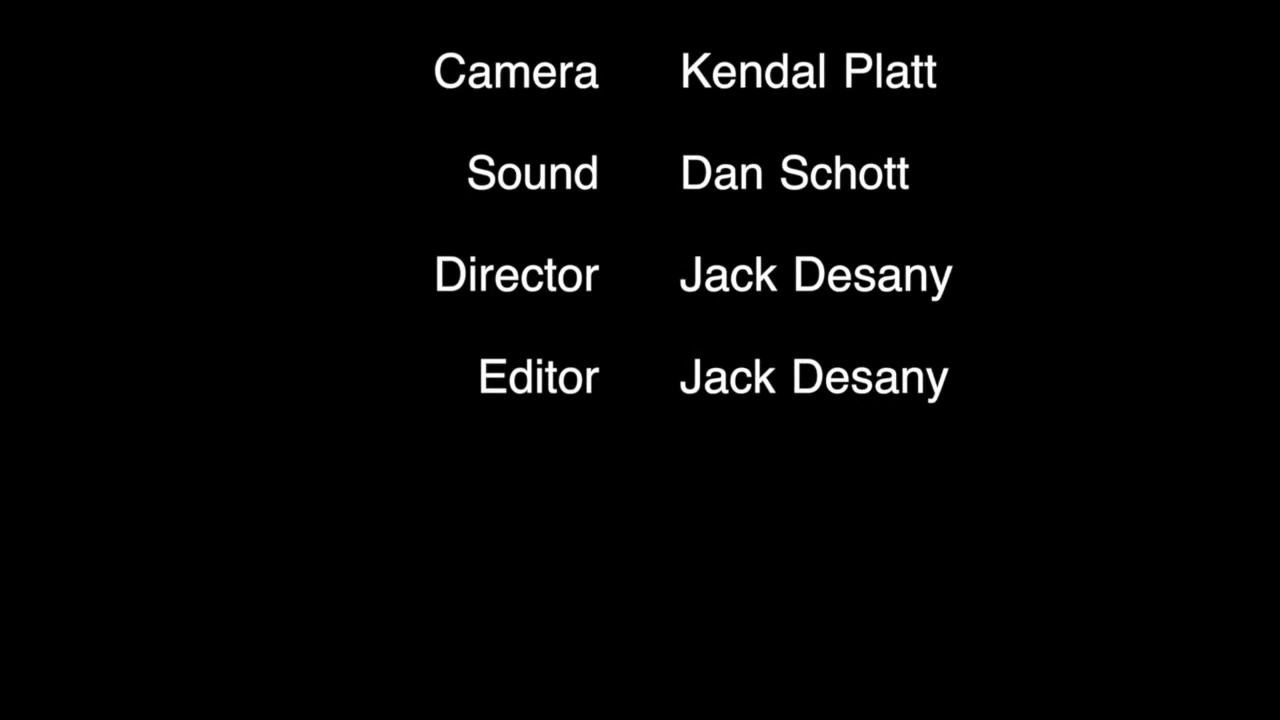 Camera Kendal Platt
Sound Dan Schott
Director Jack Desany
Editor Jack Desany